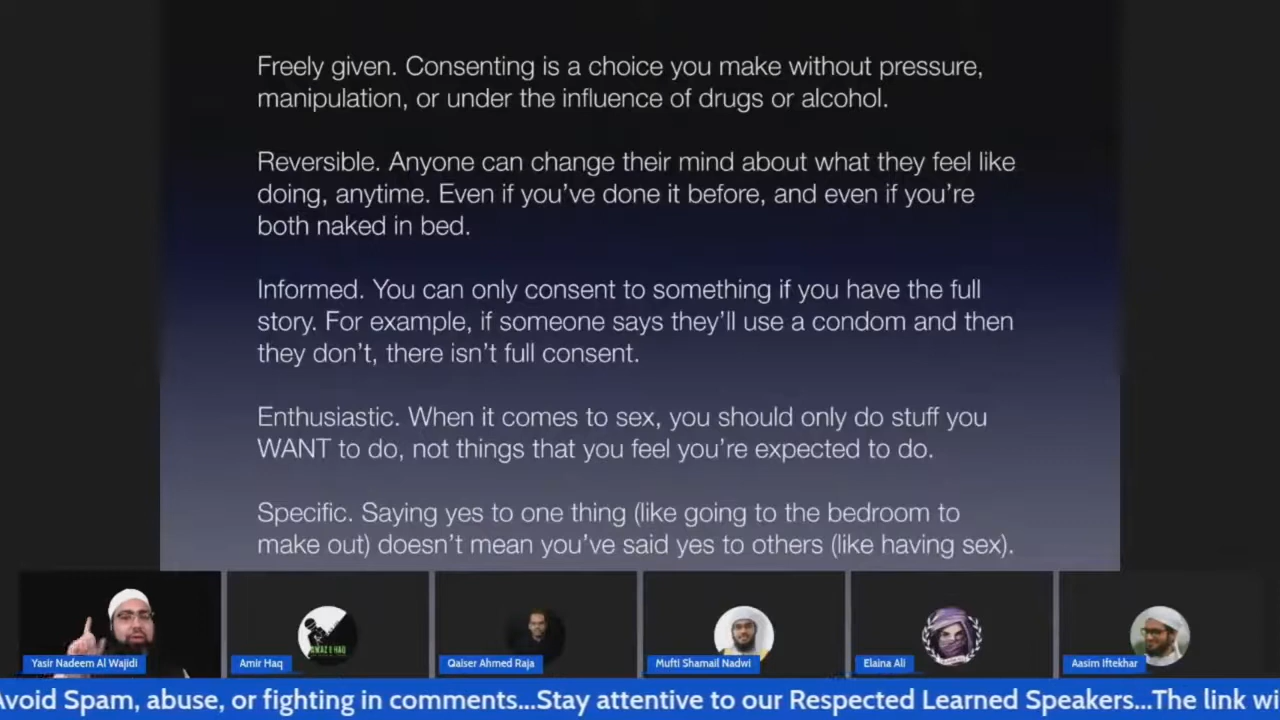 Freely given. Consenting is a choice you make without pressure,
manipulation, or under the influence of drugs or alcohol.
Reversible. Anyone can change their mind about what they feel like
doing, anytime. Even if you’ve done it before, and even if you’re
both naked in bed.
Informed. You can only consent to something if you have the full
story. For example, if someone says they’ll use a condom and then
they don’t, there isn’t full consent.
Enthusiastic. When it comes to sex, you should only do stuff you
WANT to do, not things that you feel you’re expected to do.
Specific. Saying yes to one thing (like going to the bedroom to
make out) doesn’t mean you’ve said yes to others (like having sex).
Yasir Nadeem Al Wajidi
Amir Haq
Qaiser Ahmed Raja
Mufti Shamail Nadwi
Elaina Ali
Aasim Iftekhar
Avoid Spam, abuse, or fighting in comments...Stay attentive to our Respected Learned Speakers...The link wi